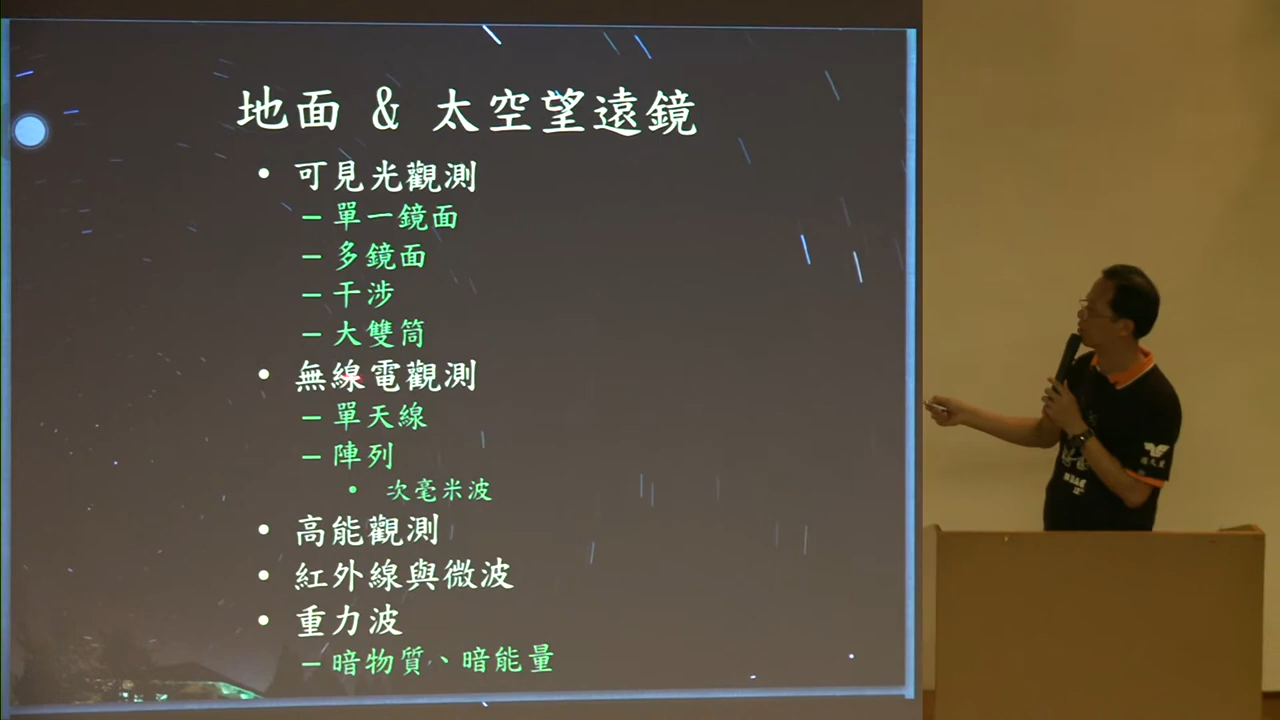 地面 & 太空望遠鏡
• 可見光觀測
– 單一鏡面
– 多鏡面
– 干涉
– 大雙筒
• 無線電觀測
– 單天線
– 陣列
• 次毫米波
• 高能觀測
• 紅外線與微波
• 重力波
– 暗物質、暗能量